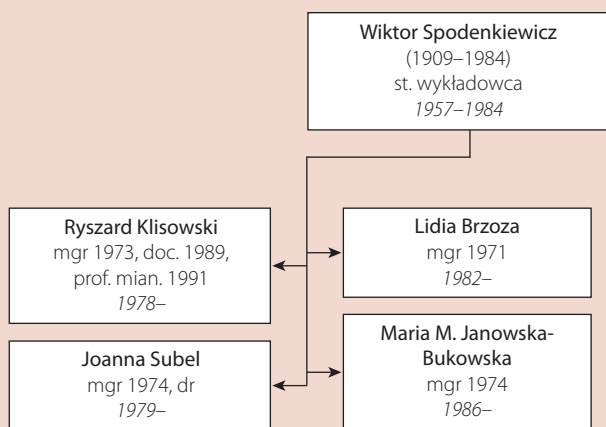 Wiktor Spodenkiewicz
(1909–1984)
st. wykładowca
1957–1984
Ryszard Klisowski
mgr 1973, doc. 1989,
prof. mian. 1991
1978–
Lidia Brzoza
mgr 1971
1982–
Joanna Subel
mgr 1974, dr
1979–
Maria M. Janowska-
Bukowska
mgr 1974
1986–